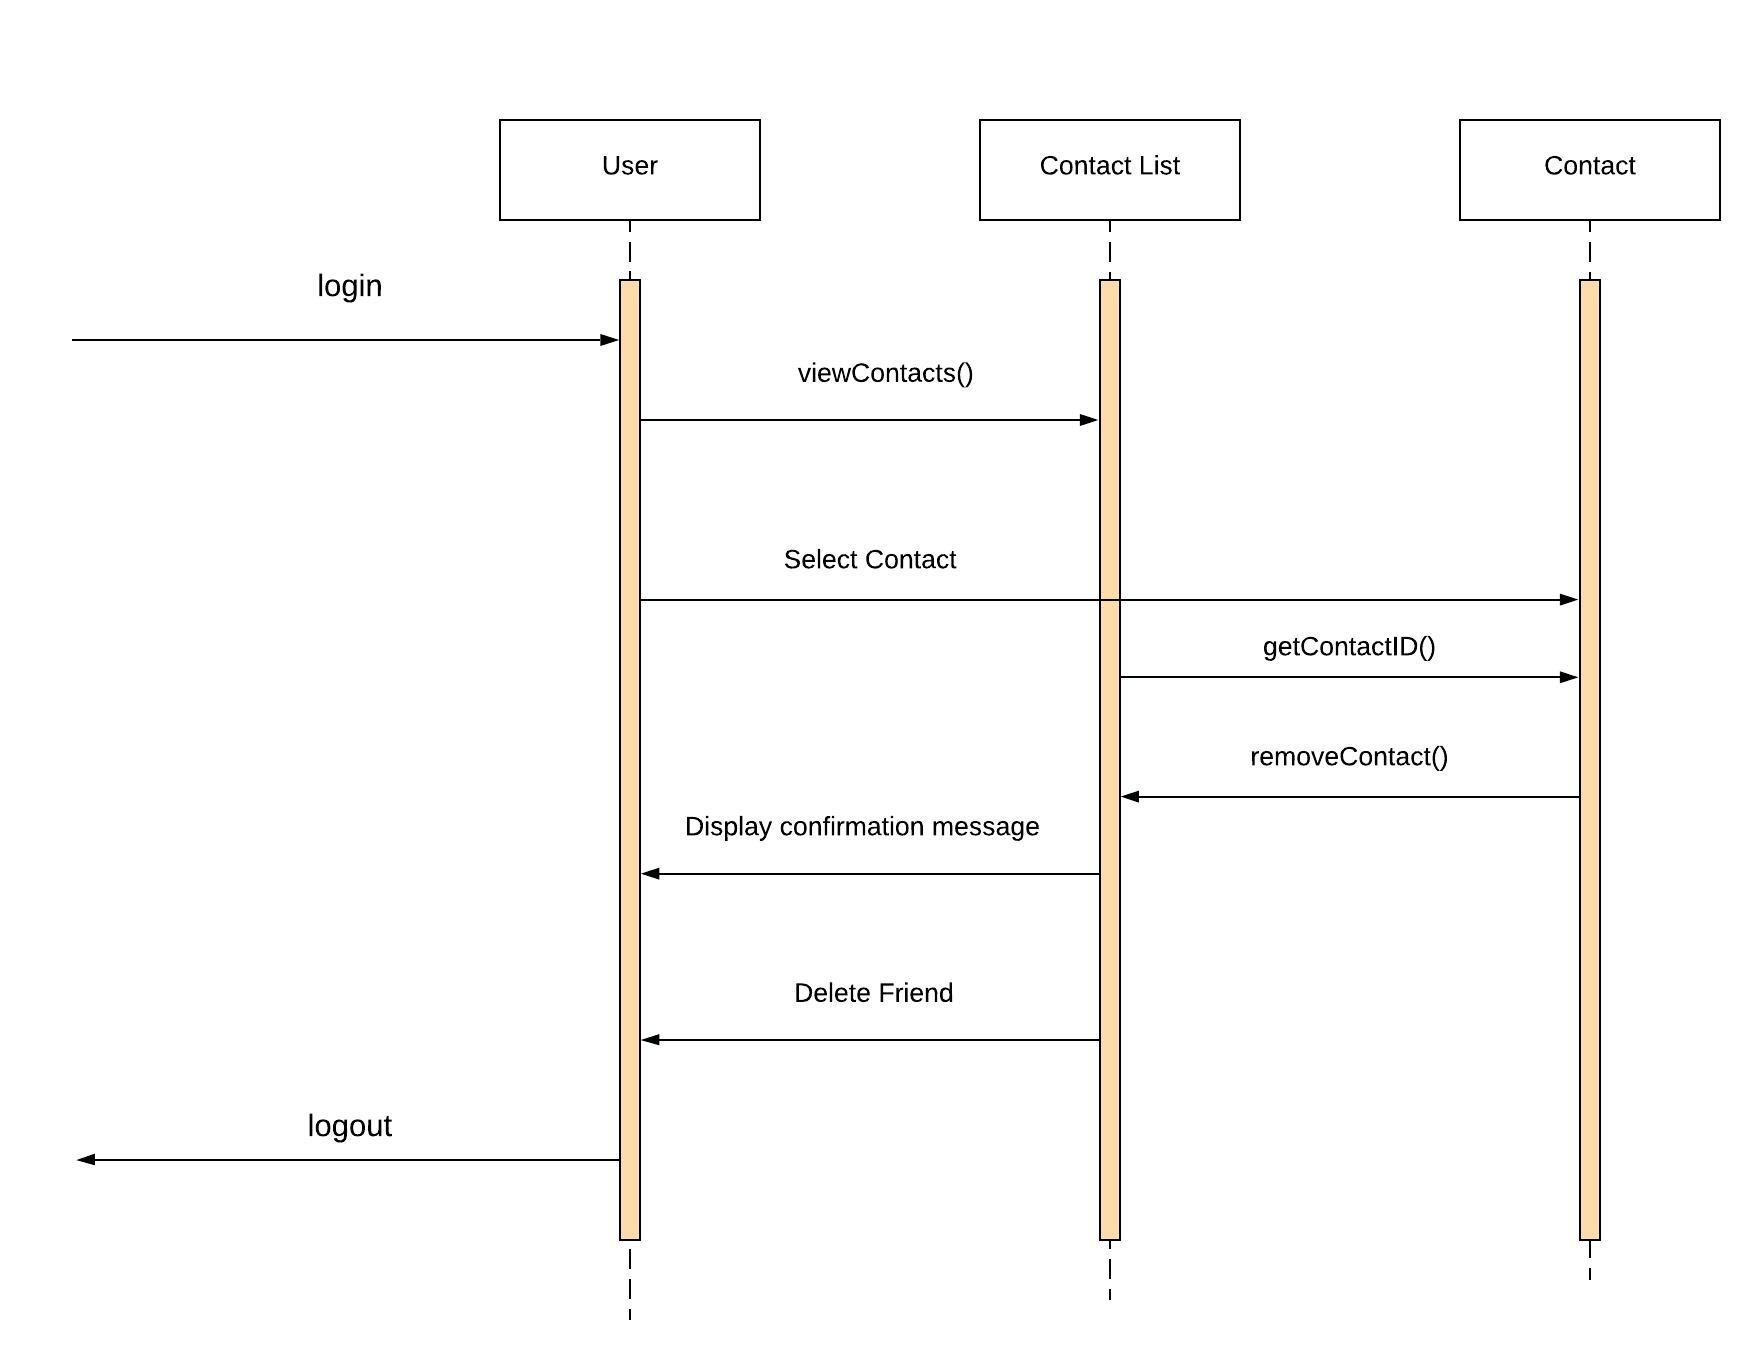 User
Contact List
Contact
login
viewContacts()
Select Contact
getContactID()
removeContact()
Display confirmation message
Delete Friend
logout